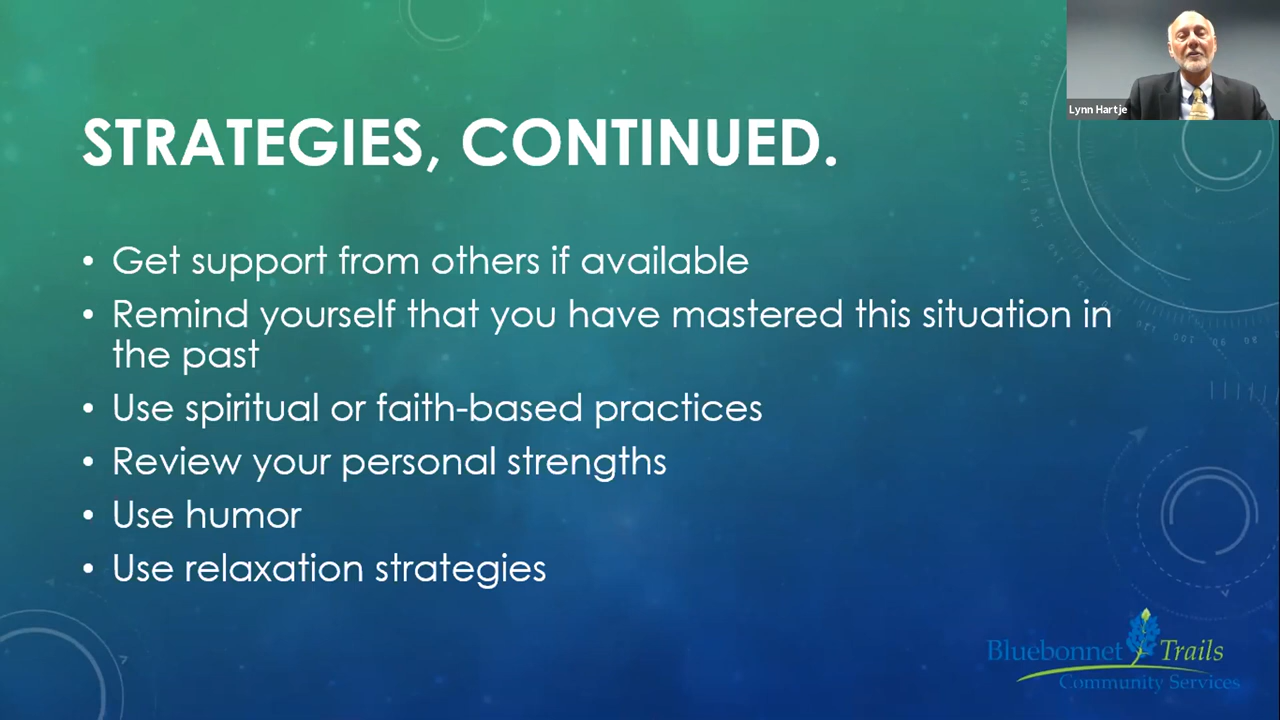 Lynn Hartje
STRATEGIES, CONTINUED.
• Get support from others if available
• Remind yourself that you have mastered this situation in
the past
• Use spiritual or faith-based practices
• Review your personal strengths
• Use humor
• Use relaxation strategies
Bluebonnet Trails
Community Services